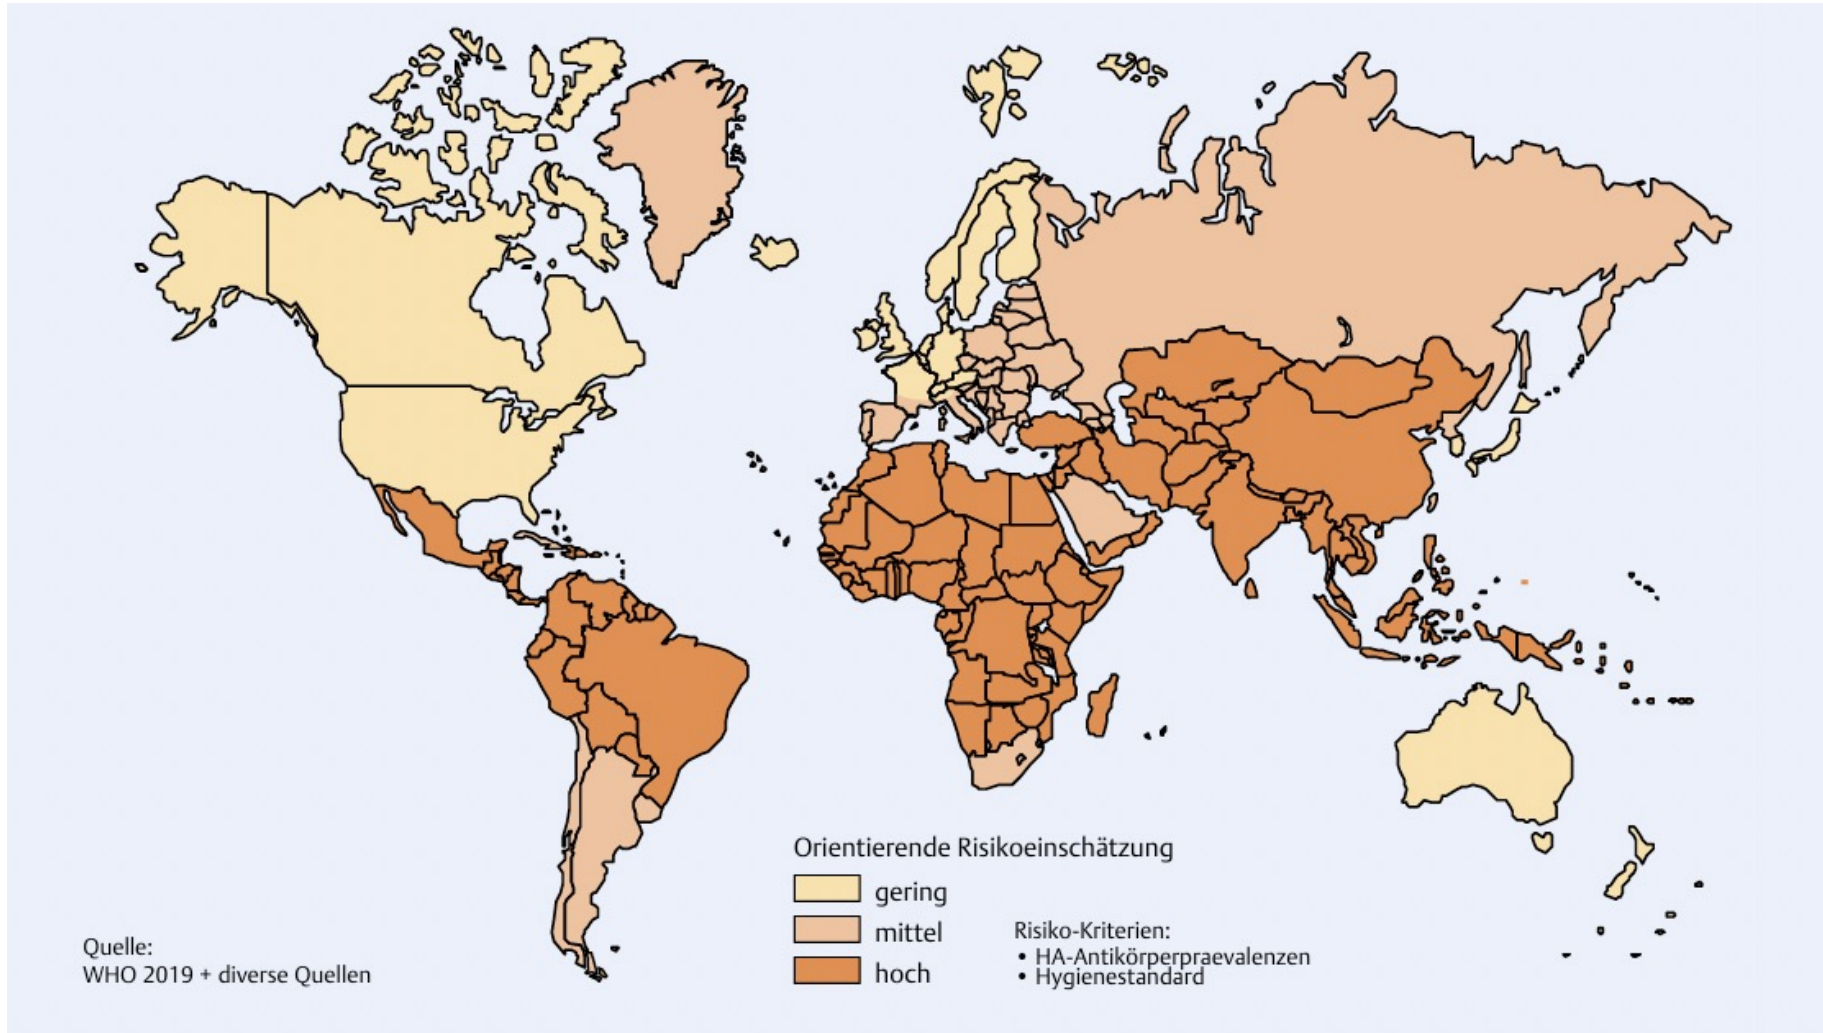 Orientierende Risikoeinschätzung
gering
mittel
hoch
Risiko-Kriterien:
• HA-Antikörperpraevalenzen
• Hygienestandard
Quelle:
WHO 2019 + diverse Quellen